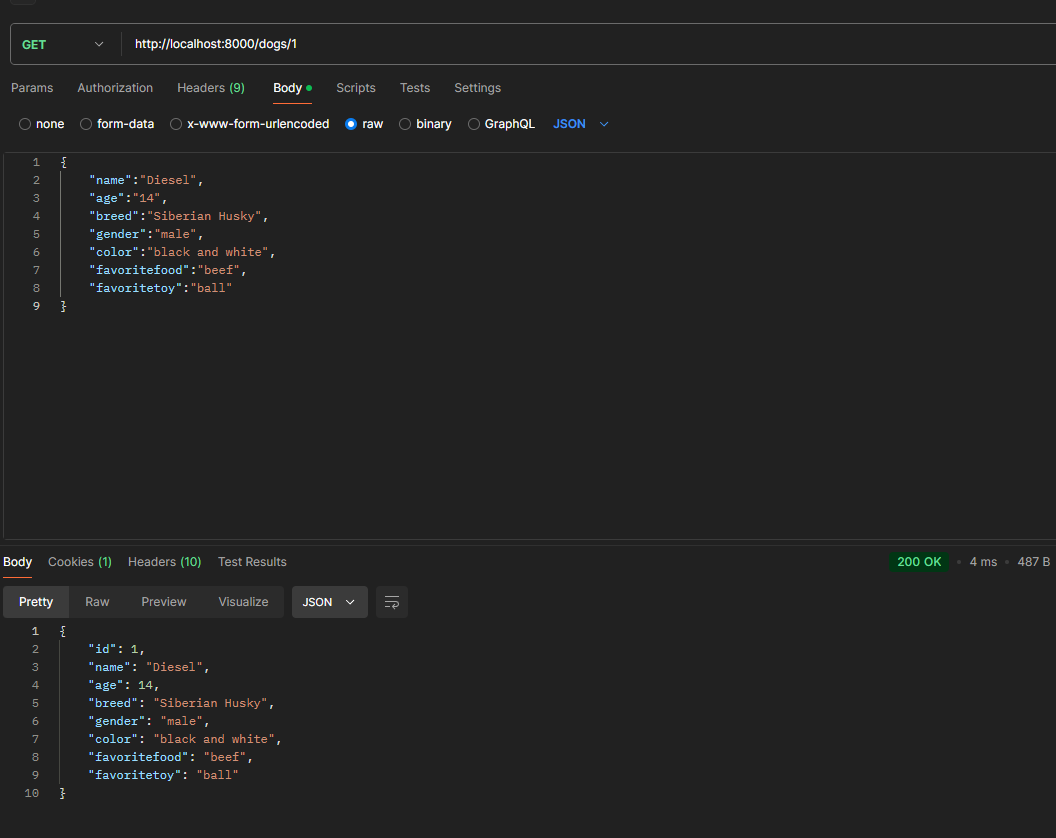 GET http://localhost:8000/dogs/1
Params Authorization Headers (9) Body Scripts Tests Settings
none form-data x-www-form-urlencoded raw binary GraphQL JSON
1 {
2 "name":"Diesel",
3 "age":"14",
4 "breed":"Siberian Husky",
5 "gender":"male",
6 "color":"black and white",
7 "favoritefood":"beef",
8 "favoritetoy":"ball"
9 }
Body Cookies (1) Headers (10) Test Results 200 OK • 4 ms • 487 B
Pretty Raw Preview Visualize JSON
1 {
2 "id": 1,
3 "name": "Diesel",
4 "age": 14,
5 "breed": "Siberian Husky",
6 "gender": "male",
7 "color": "black and white",
8 "favoritefood": "beef",
9 "favoritetoy": "ball"
10 }